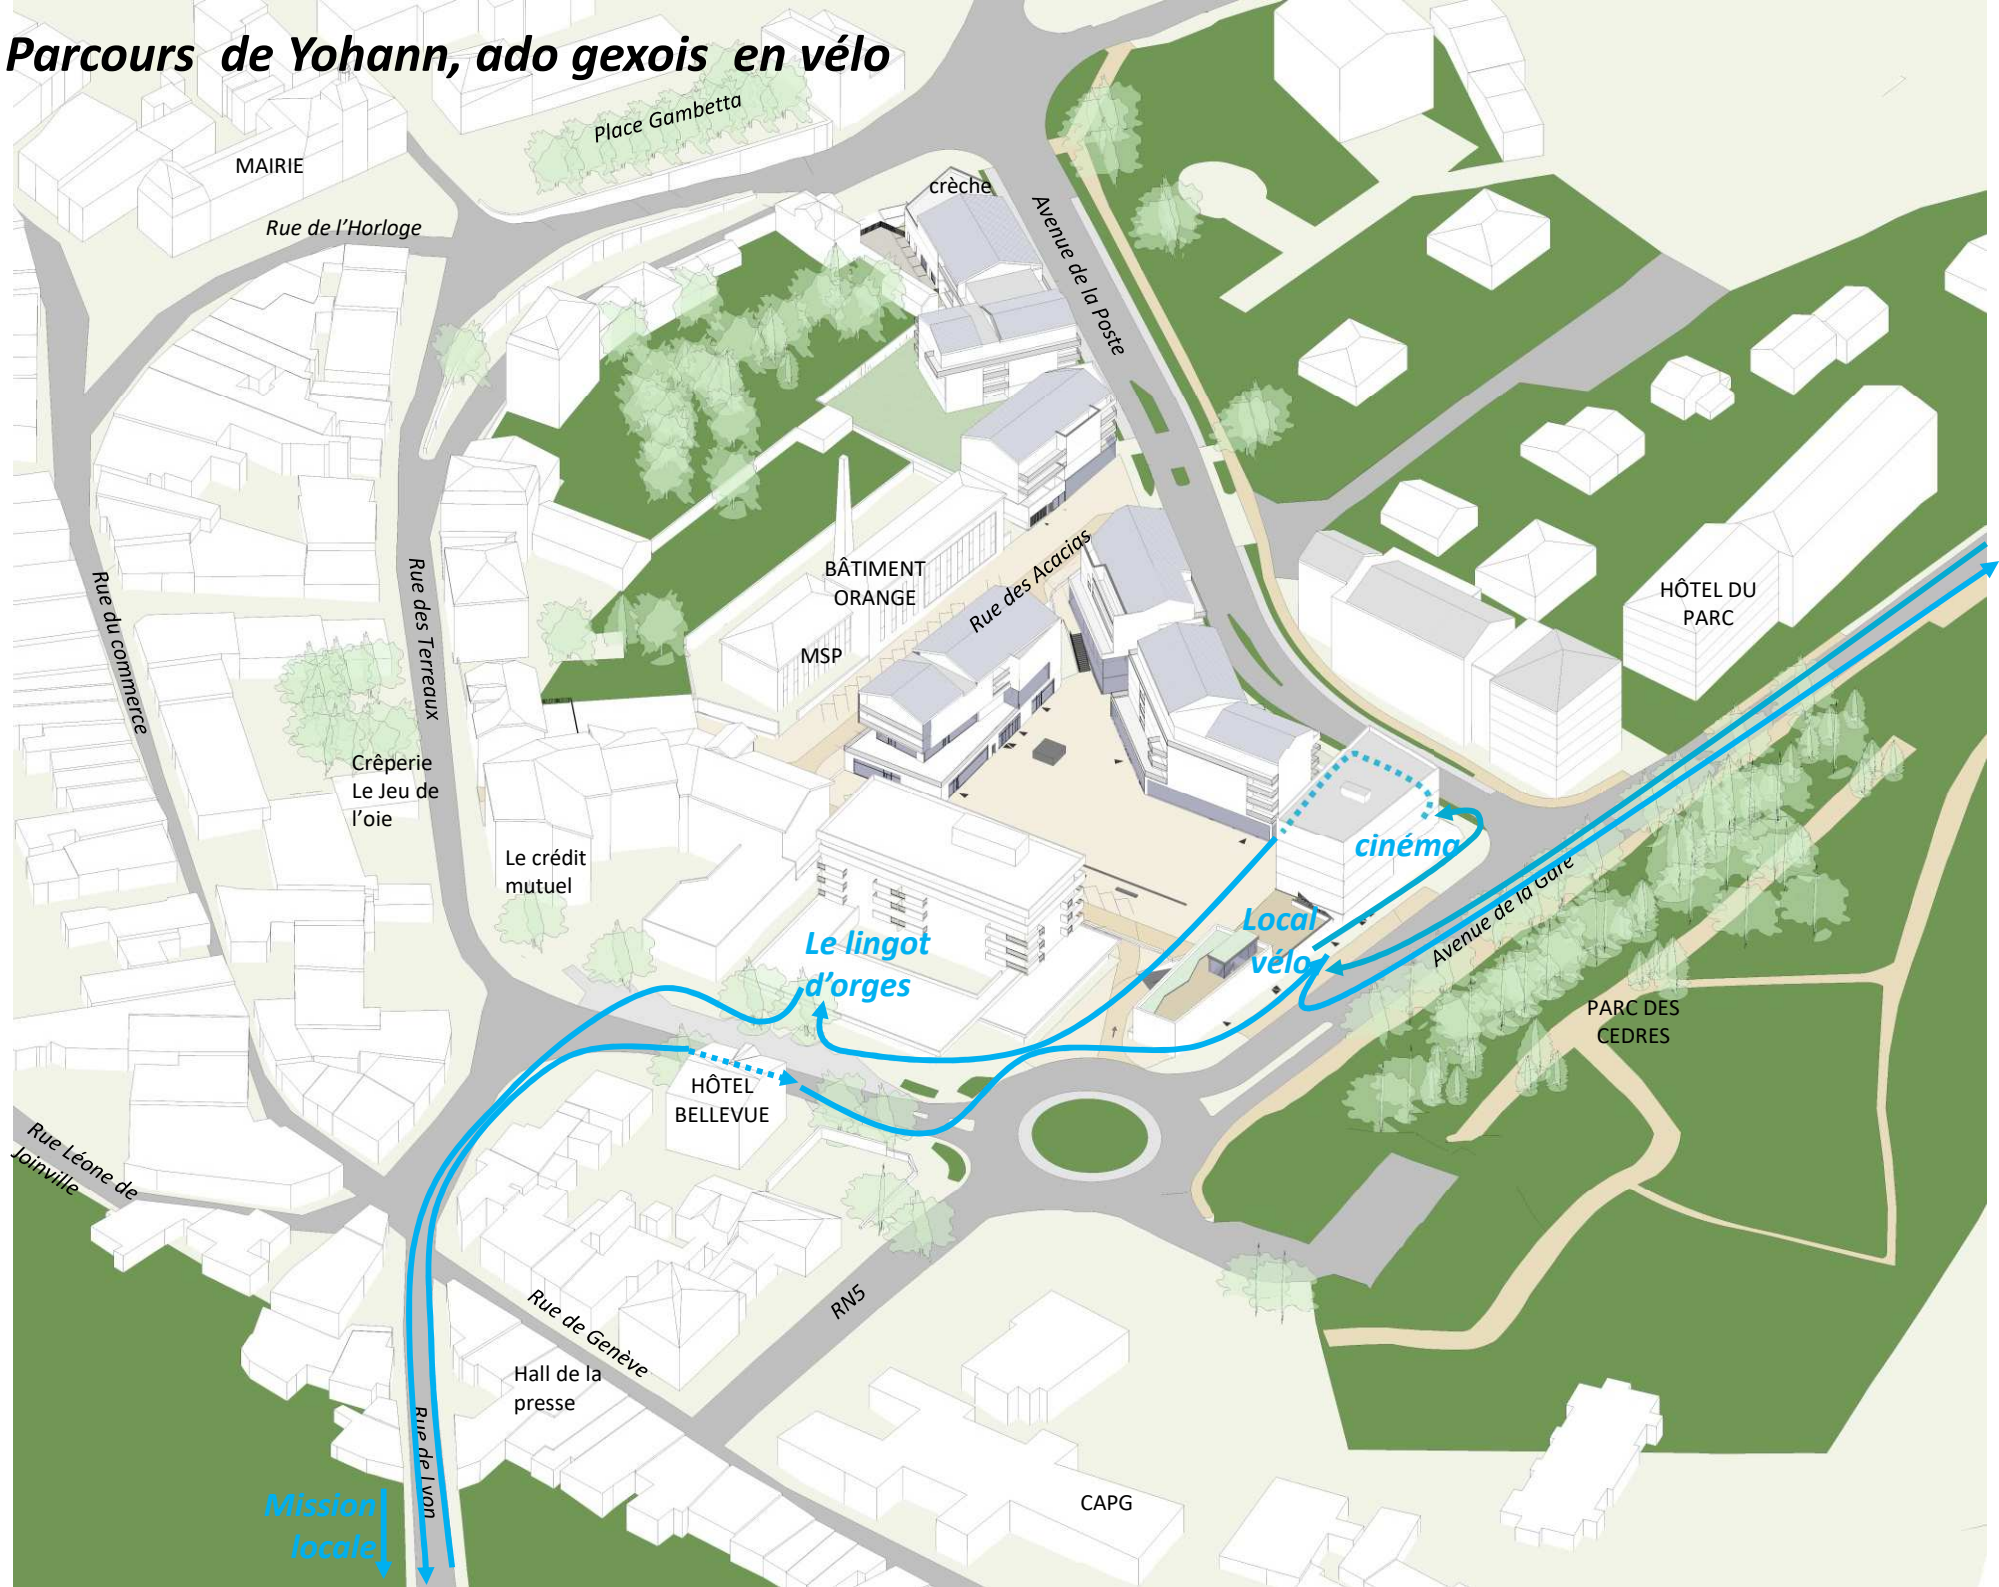 Parcours de Yohann, ado gexois en vélo
Place Gambetta
MAIRIE
crèche
Rue de l'Horloge
Avenue de la Poste
BÂTIMENT
ORANGE
Rue des Acacias
HÔTEL DU
PARC
Rue du commerce
Rue des Terreaux
MSP
Crêperie
Le Jeu de
l'oie
Le crédit
mutuel
cinéma
Avenue de la Gare
Local
vélo
Le lingot
d'orges
PARC DES
CEDRES
HÔTEL
BELLEVUE
Rue Léone de
Joinville
RN5
Rue de Genève
Hall de la
presse
Rue de Lyon
Mission
locale
CAPG